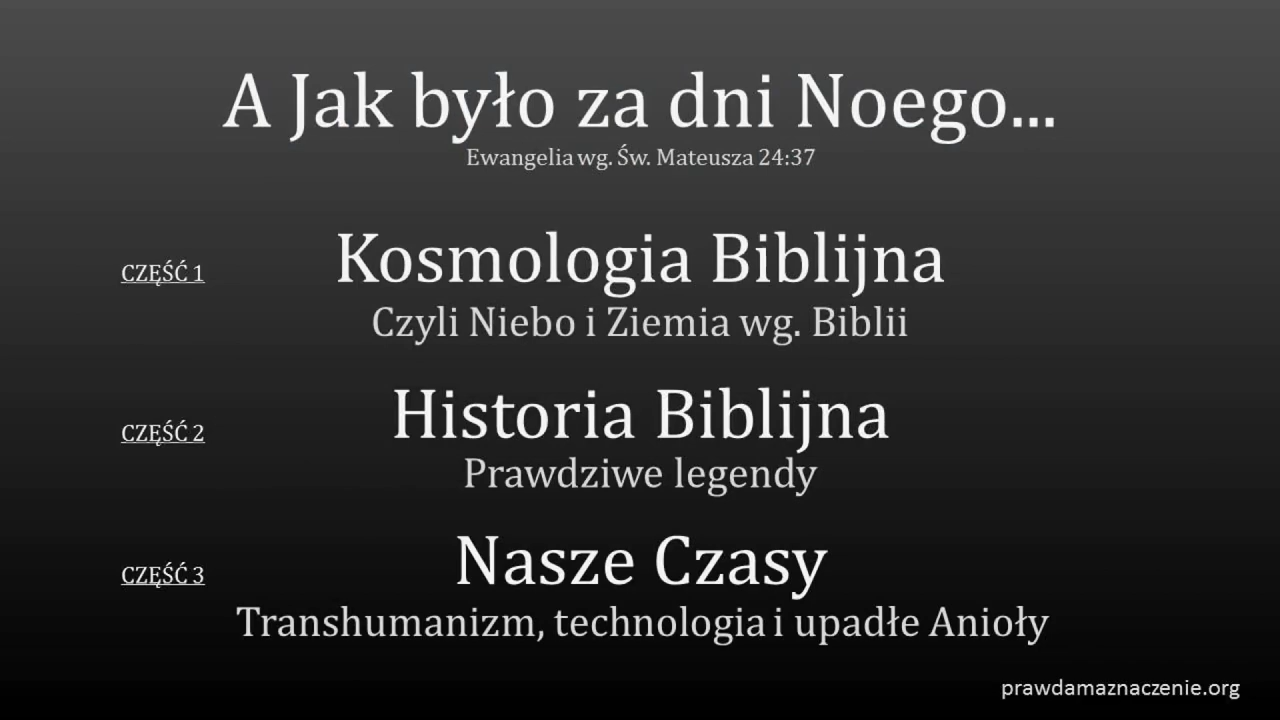 A Jak było za dni Noego...
Ewangelia wg. Św. Mateusza 24:37
CZĘŚĆ 1
Kosmologia Biblijna
Czyli Niebo i Ziemia wg. Biblii
CZĘŚĆ 2
Historia Biblijna
Prawdziwe legendy
CZĘŚĆ 3
Nasze Czasy
Transhumanizm, technologia i upadłe Anioły
prawdamaznaczenie.org